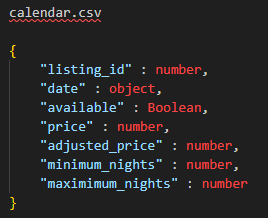 calendar.csv
{
"listing_id" : number,
"date" : object,
"available" : Boolean,
"price" : number,
"adjusted_price" : number,
"minimum_nights" : number,
"maximimum_nights" : number
}